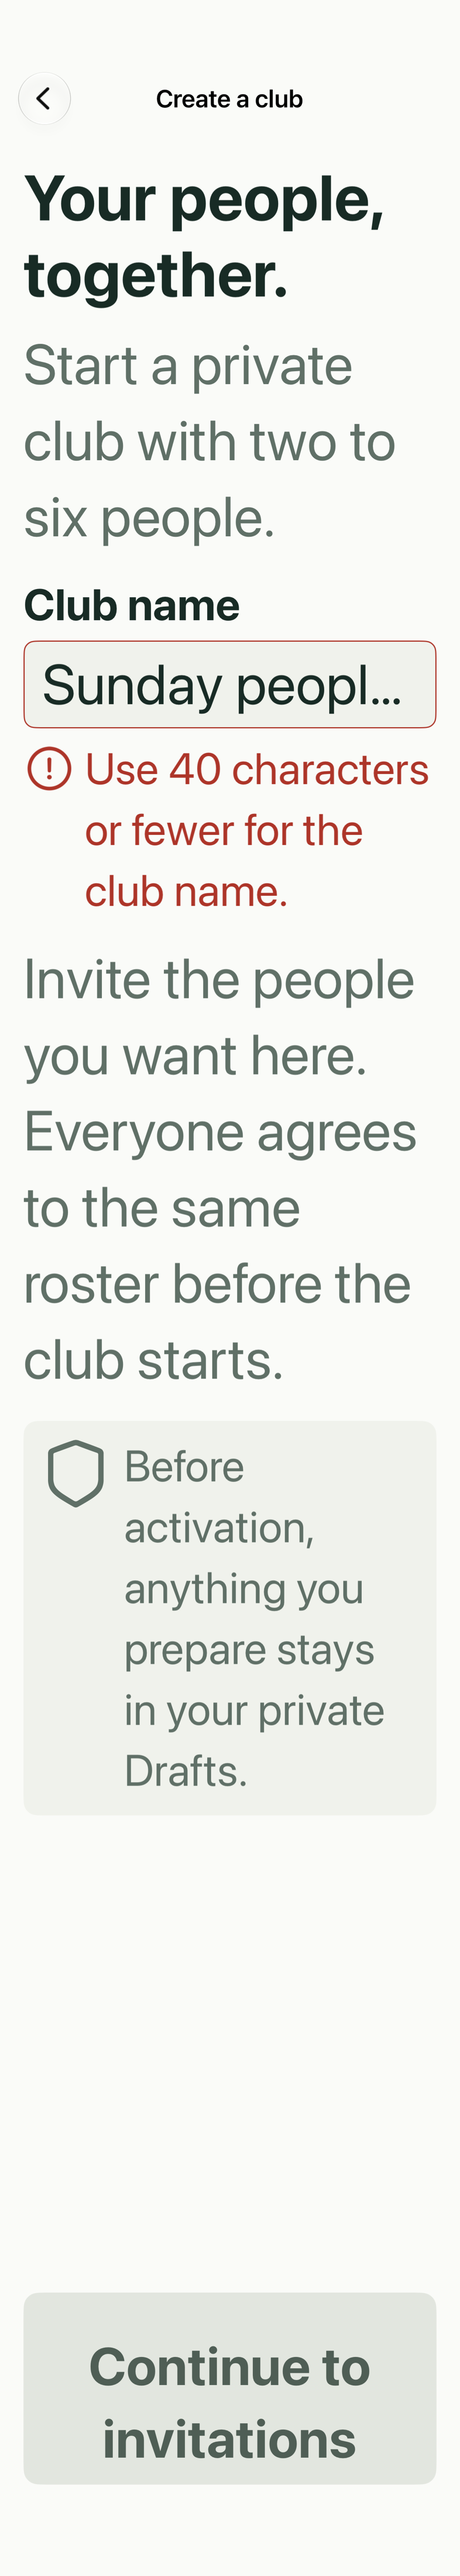 Create a club
Your people,
together.
Start a private
club with two to
six people.
Club name
Sunday peopl...
Use 40 characters
or fewer for the
club name.
Invite the people
you want here.
Everyone agrees
to the same
roster before the
club starts.
Before
activation,
anything you
prepare stays
in your private
Drafts.
Continue to
invitations